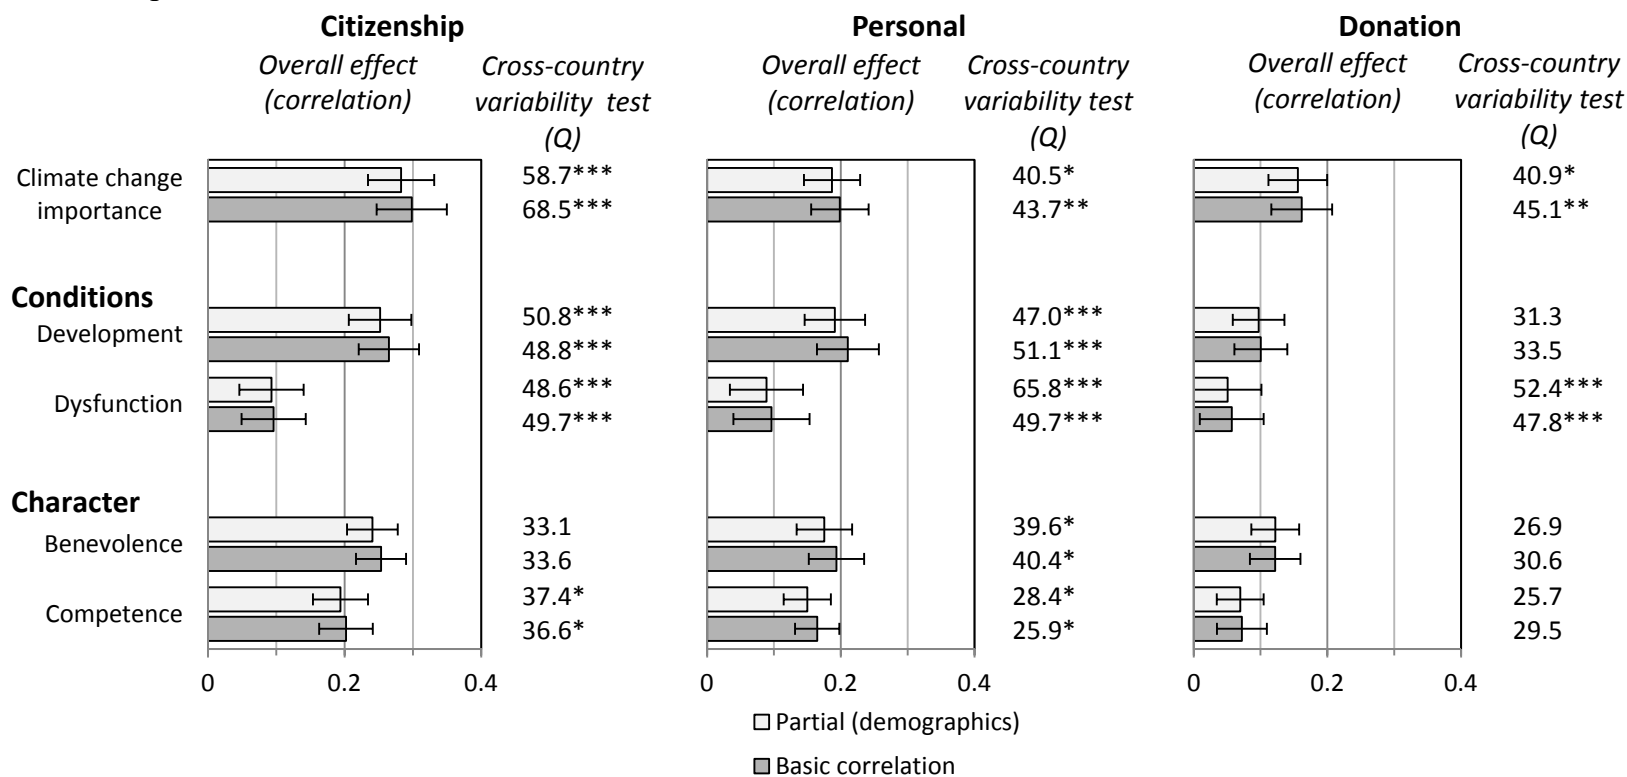 Citizenship Personal Donation
Overall effect Cross-country Overall effect Cross-country Overall effect Cross-country
(correlation) variability test (correlation) variability test (correlation) variability test
(Q) (Q) (Q)
Climate change 58.7*** 40.5* 40.9*
importance 68.5*** 43.7** 45.1**
Conditions
Development 50.8*** 47.0*** 31.3
48.8*** 51.1*** 33.5
Dysfunction 48.6*** 65.8*** 52.4***
49.7*** 49.7*** 47.8***
Character
Benevolence 33.1 39.6* 26.9
33.6 40.4* 30.6
Competence 37.4* 28.4* 25.7
36.6* 25.9* 29.5
0 0.2 0.4 0 0.2 0.4 0 0.2 0.4
Partial (demographics)
Basic correlation